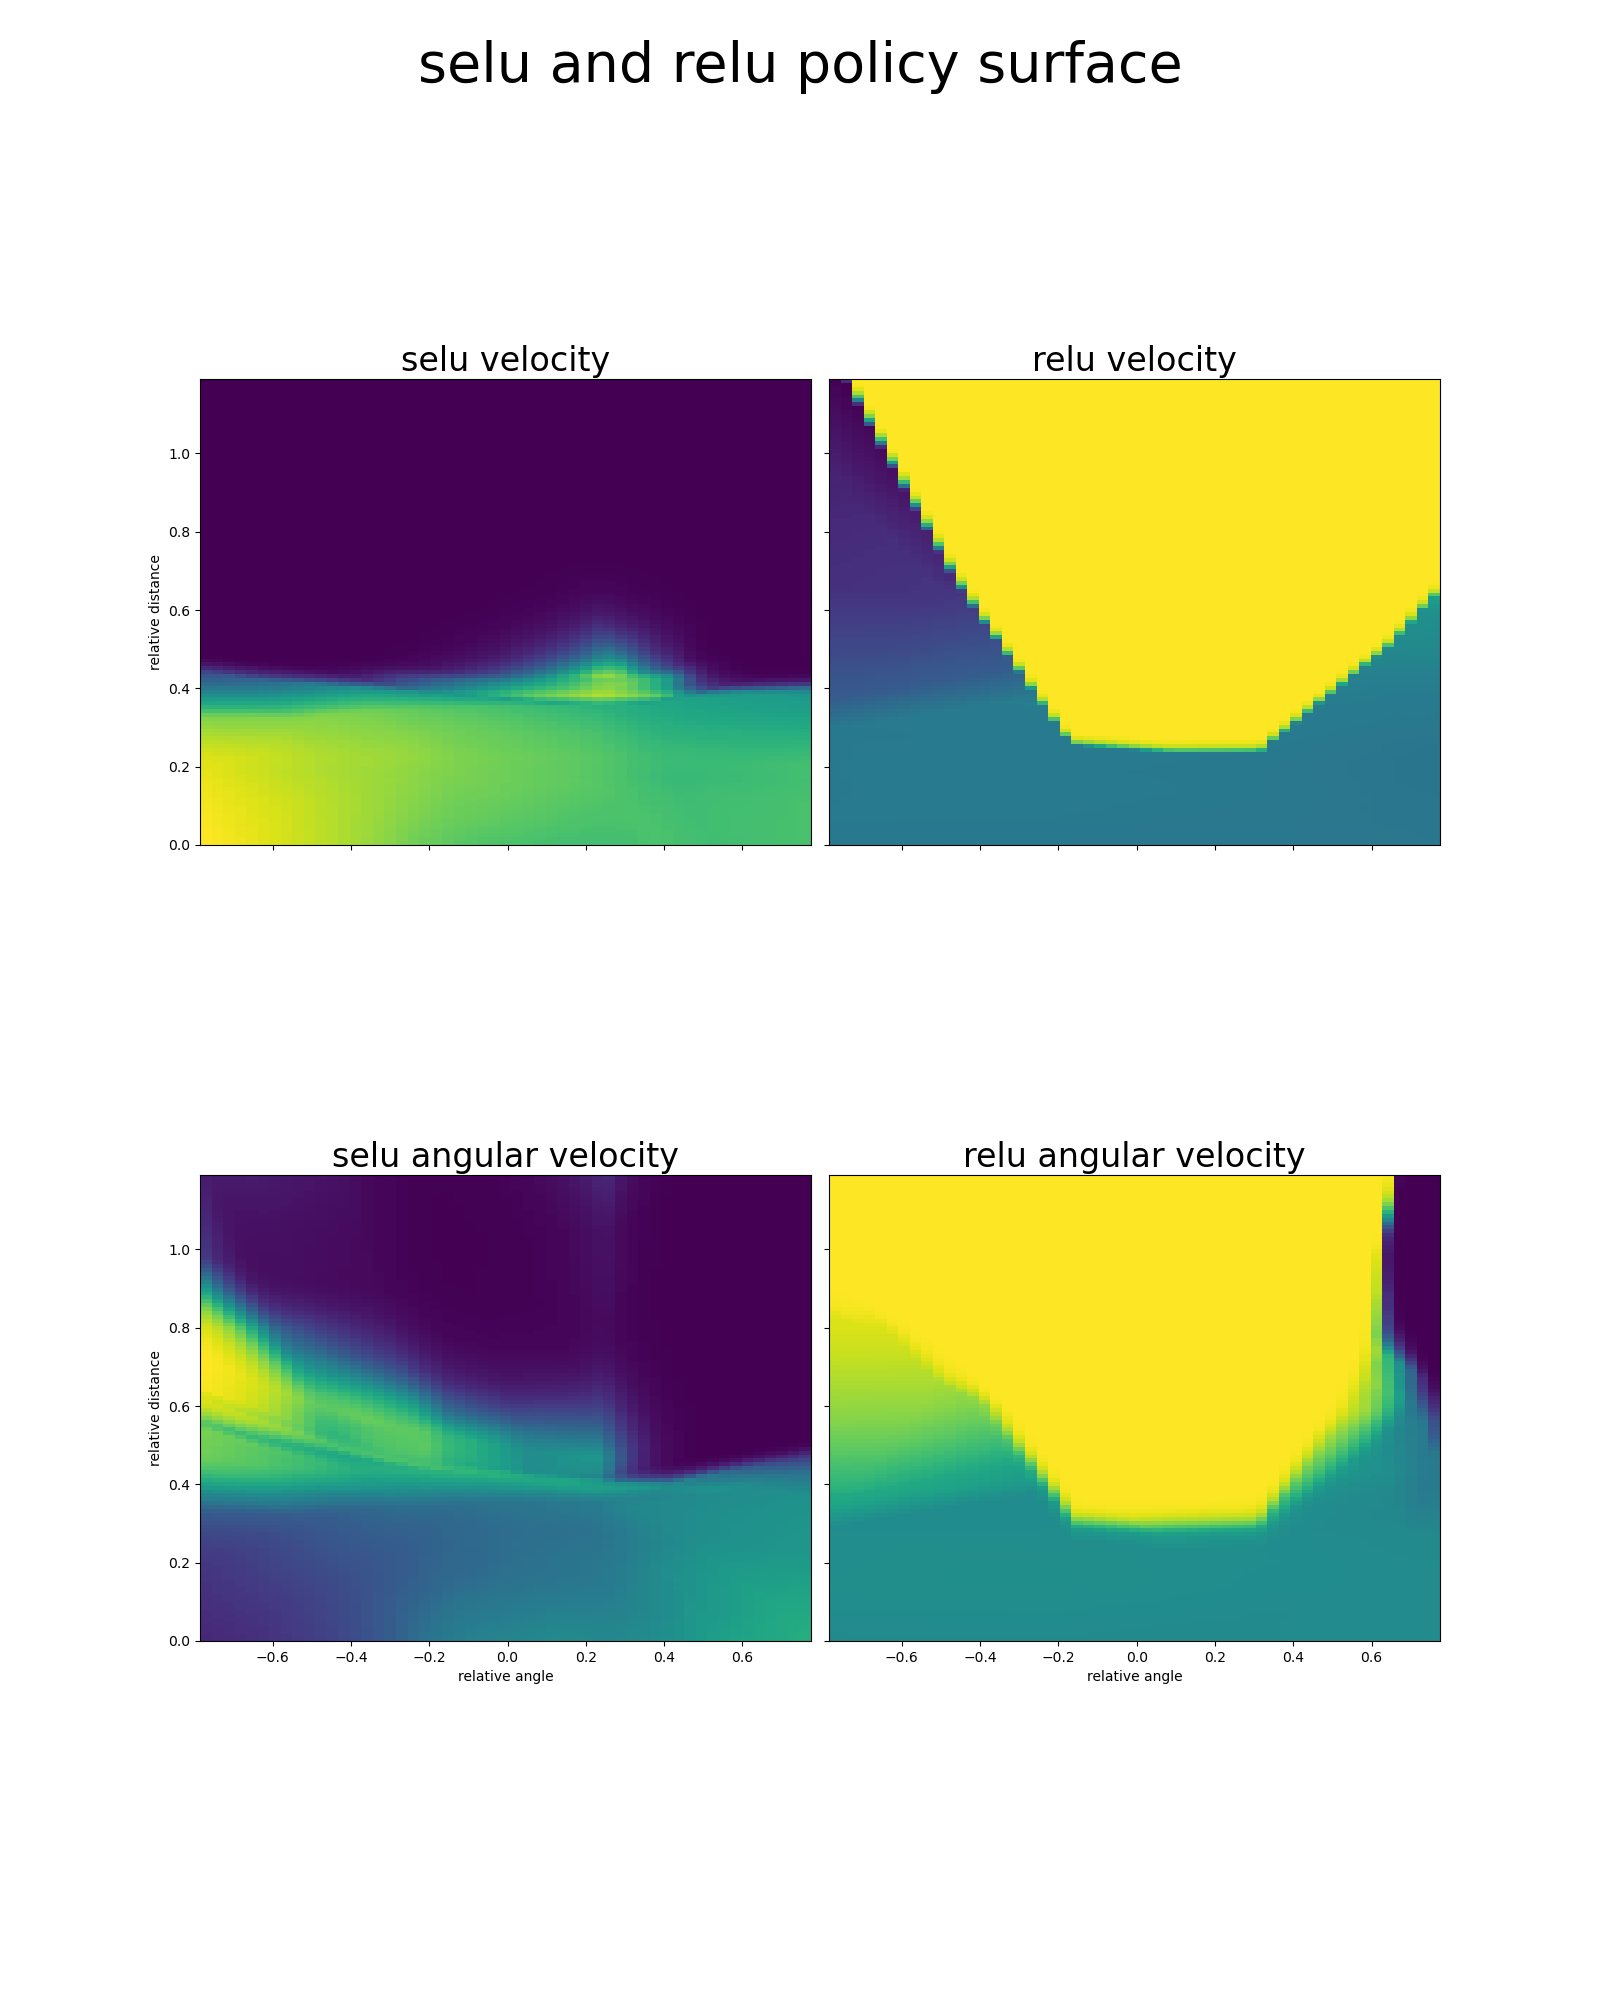 selu and relu policy surface
selu velocity
relu velocity
relative distance
1.0
0.8
0.6
0.4
0.2
0.0
selu angular velocity
relu angular velocity
relative distance
1.0
0.8
0.6
0.4
0.2
0.0
−0.6 −0.4 −0.2 0.0 0.2 0.4 0.6
relative angle
−0.6 −0.4 −0.2 0.0 0.2 0.4 0.6
relative angle